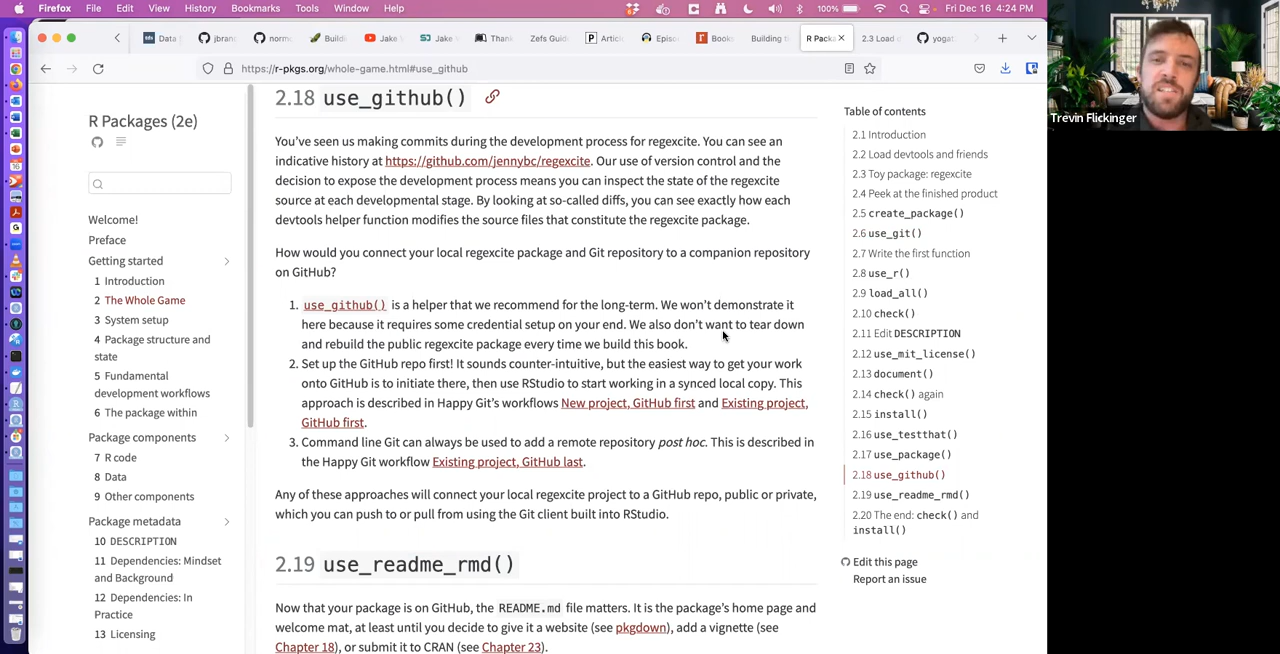 Firefox File Edit View History Bookmarks Tools Window Help 100% Fri Dec 16 4:24 PM
Data jbran norm Buildi Jake Jake Thank Zefs Guid Artic Episo Books Building ti R Packa 2.3 Load yogat
https://r-pkgs.org/whole-game.html#use_github
Trevin Flickinger
R Packages (2e)
Welcome!
Preface
Getting started
1 Introduction
2 The Whole Game
3 System setup
4 Package structure and
state
5 Fundamental
development workflows
6 The package within
Package components
7 R code
8 Data
9 Other components
Package metadata
10 DESCRIPTION
11 Dependencies: Mindset
and Background
12 Dependencies: In
Practice
13 Licensing
2.18 use_github()
You've seen us making commits during the development process for regexcite. You can see an
indicative history at https://github.com/jennybc/regexcite. Our use of version control and the
decision to expose the development process means you can inspect the state of the regexcite
source at each developmental stage. By looking at so-called diffs, you can see exactly how each
devtools helper function modifies the source files that constitute the regexcite package.
How would you connect your local regexcite package and Git repository to a companion repository
on GitHub?
1. use_github() is a helper that we recommend for the long-term. We won't demonstrate it
here because it requires some credential setup on your end. We also don't want to tear down
and rebuild the public regexcite package every time we build this book.
2. Set up the GitHub repo first! It sounds counter-intuitive, but the easiest way to get your work
onto GitHub is to initiate there, then use RStudio to start working in a synced local copy. This
approach is described in Happy Git's workflows New project, GitHub first and Existing project,
GitHub first.
3. Command line Git can always be used to add a remote repository post hoc. This is described in
the Happy Git workflow Existing project, GitHub last.
Any of these approaches will connect your local regexcite project to a GitHub repo, public or private,
which you can push to or pull from using the Git client built into RStudio.
2.19 use_readme_rmd()
Now that your package is on GitHub, the README.md file matters. It is the package's home page and
welcome mat, at least until you decide to give it a website (see pkgdown), add a vignette (see
Chapter 18), or submit it to CRAN (see Chapter 23).
Table of contents
2.1 Introduction
2.2 Load devtools and friends
2.3 Toy package: regexcite
2.4 Peek at the finished product
2.5 create_package()
2.6 use_git()
2.7 Write the first function
2.8 use_r()
2.9 load_all()
2.10 check()
2.11 Edit DESCRIPTION
2.12 use_mit_license()
2.13 document()
2.14 check() again
2.15 install()
2.16 use_testthat()
2.17 use_package()
2.18 use_github()
2.19 use_readme_rmd()
2.20 The end: check() and
install()
Edit this page
Report an issue